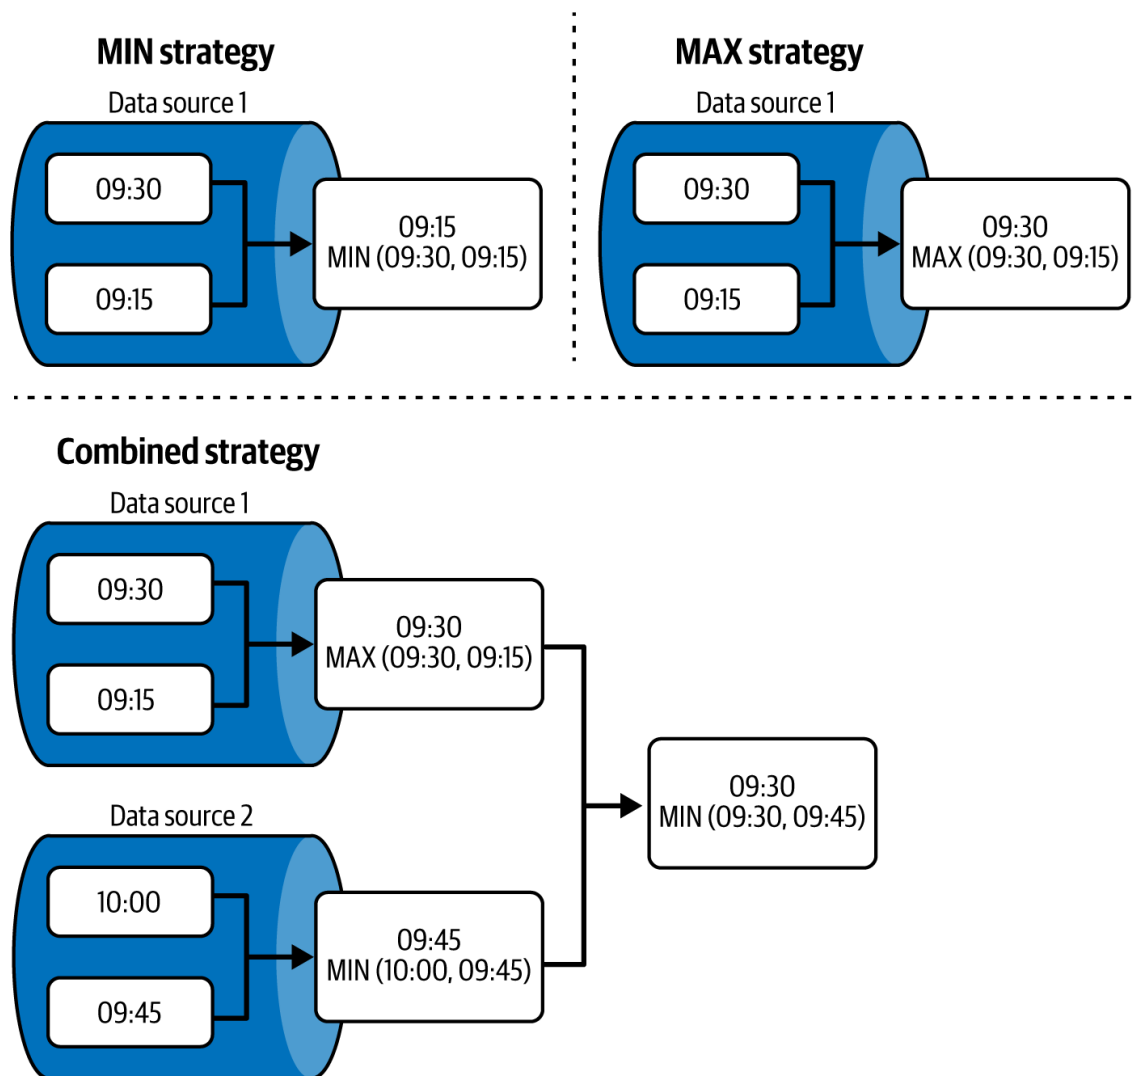 MIN strategy
Data source 1
09:30
09:15
09:15
MIN (09:30, 09:15)
MAX strategy
Data source 1
09:30
09:15
09:30
MAX (09:30, 09:15)
Combined strategy
Data source 1
09:30
09:15
09:30
MAX (09:30, 09:15)
Data source 2
10:00
09:45
09:45
MIN (10:00, 09:45)
09:30
MIN (09:30, 09:45)